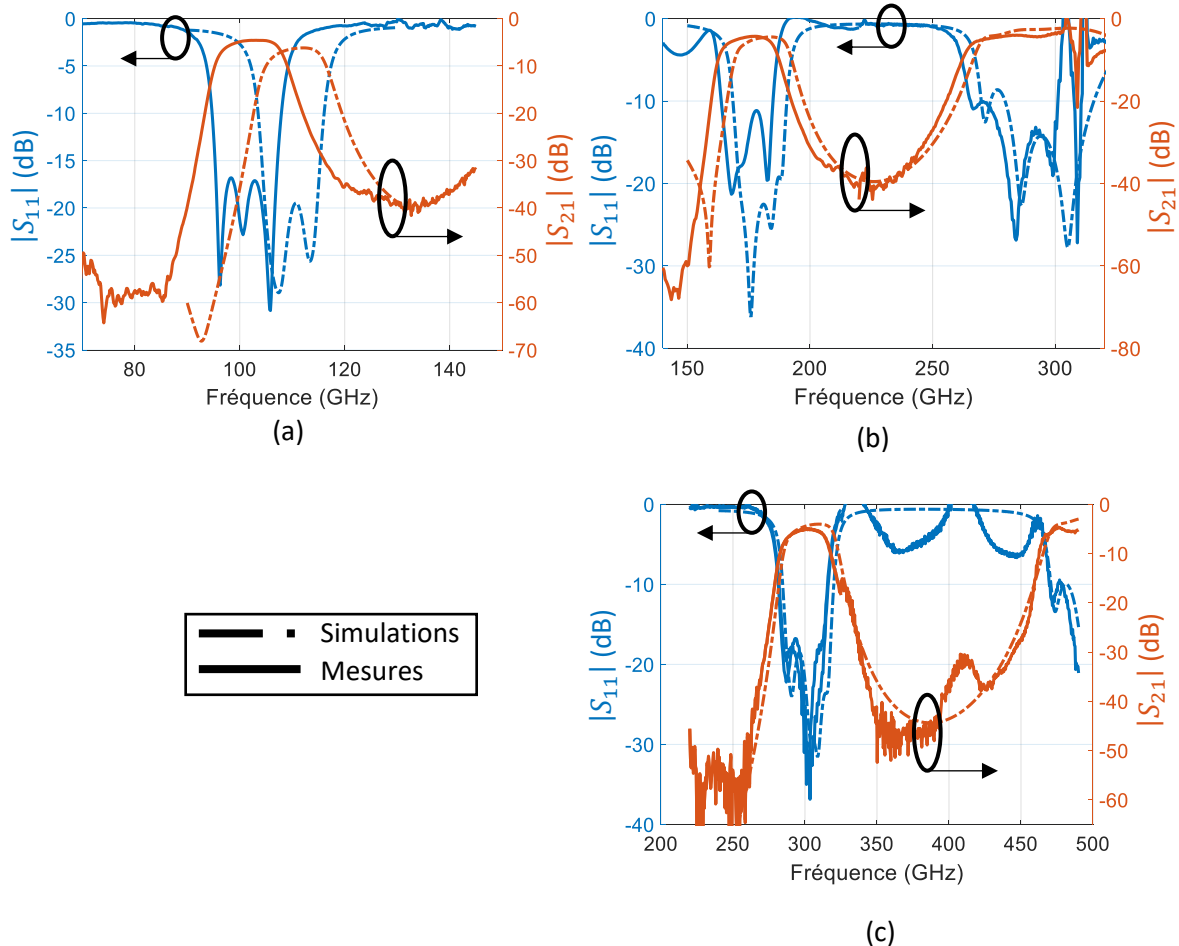 0
-5
-10
-15
-20
-25
-30
-35
|S11| (dB)
0
-10
-20
-30
-40
-50
-60
-70
|S21| (dB)
80 100 120 140
Fréquence (GHz)
(a)
0
-10
-20
-30
-40
|S11| (dB)
0
-20
-40
-60
-80
|S21| (dB)
150 200 250 300
Fréquence (GHz)
(b)
Simulations
Mesures
0
-10
-20
-30
-40
|S11| (dB)
0
-10
-20
-30
-40
-50
-60
|S21| (dB)
200 250 300 350 400 450 500
Fréquence (GHz)
(c)